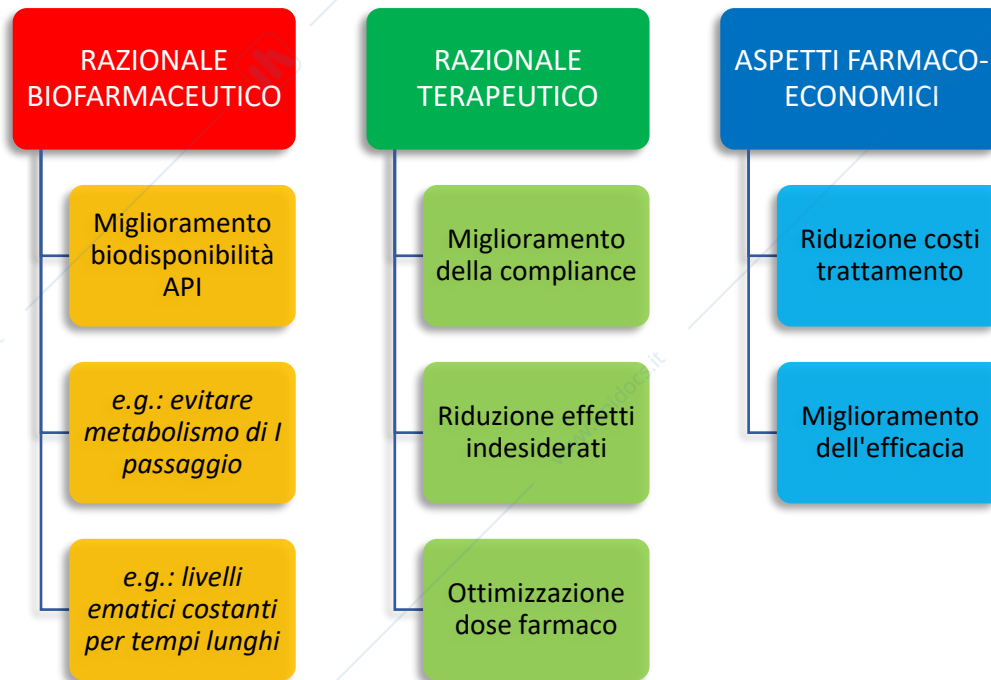 RAZIONALE
BIOFARMACEUTICO
Miglioramento
biodisponibilità
API
e.g.: evitare
metabolismo di I
passaggio
e.g.: livelli
ematici costanti
per tempi lunghi
RAZIONALE
TERAPEUTICO
Miglioramento
della compliance
Riduzione effetti
indesiderati
Ottimizzazione
dose farmaco
ASPETTI FARMACO-
ECONOMICI
Riduzione costi
trattamento
Miglioramento
dell'efficacia